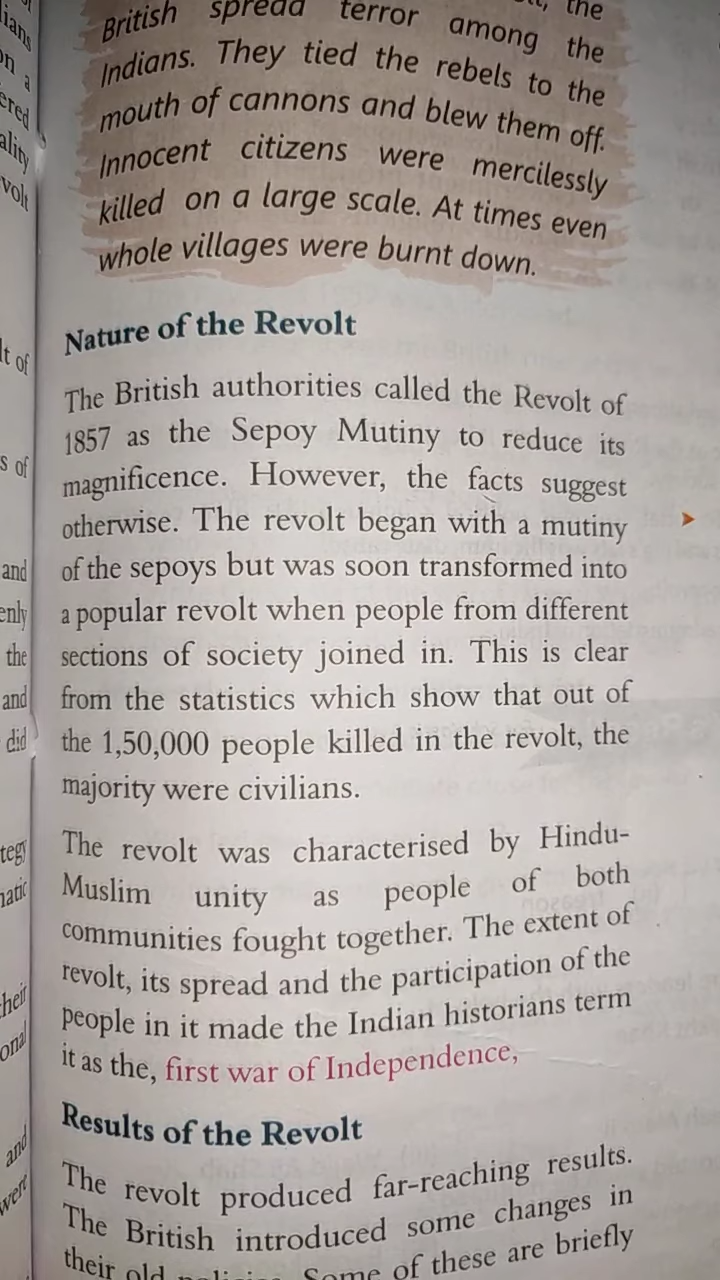 the
British spread terror among the
Indians. They tied the rebels to the
mouth of cannons and blew them off.
Innocent citizens were mercilessly
killed on a large scale. At times even
whole villages were burnt down.
Nature of the Revolt
The British authorities called the Revolt of
1857 as the Sepoy Mutiny to reduce its
magnificence. However, the facts suggest
otherwise. The revolt began with a mutiny
of the sepoys but was soon transformed into
a popular revolt when people from different
sections of society joined in. This is clear
from the statistics which show that out of
the 1,50,000 people killed in the revolt, the
majority were civilians.
The revolt was characterised by Hindu-
Muslim unity as people of both
communities fought together. The extent of
revolt, its spread and the participation of the
people in it made the Indian historians term
it as the, first war of Independence,
Results of the Revolt
The revolt produced far-reaching results.
The British introduced some changes in
their old Some of these are briefly